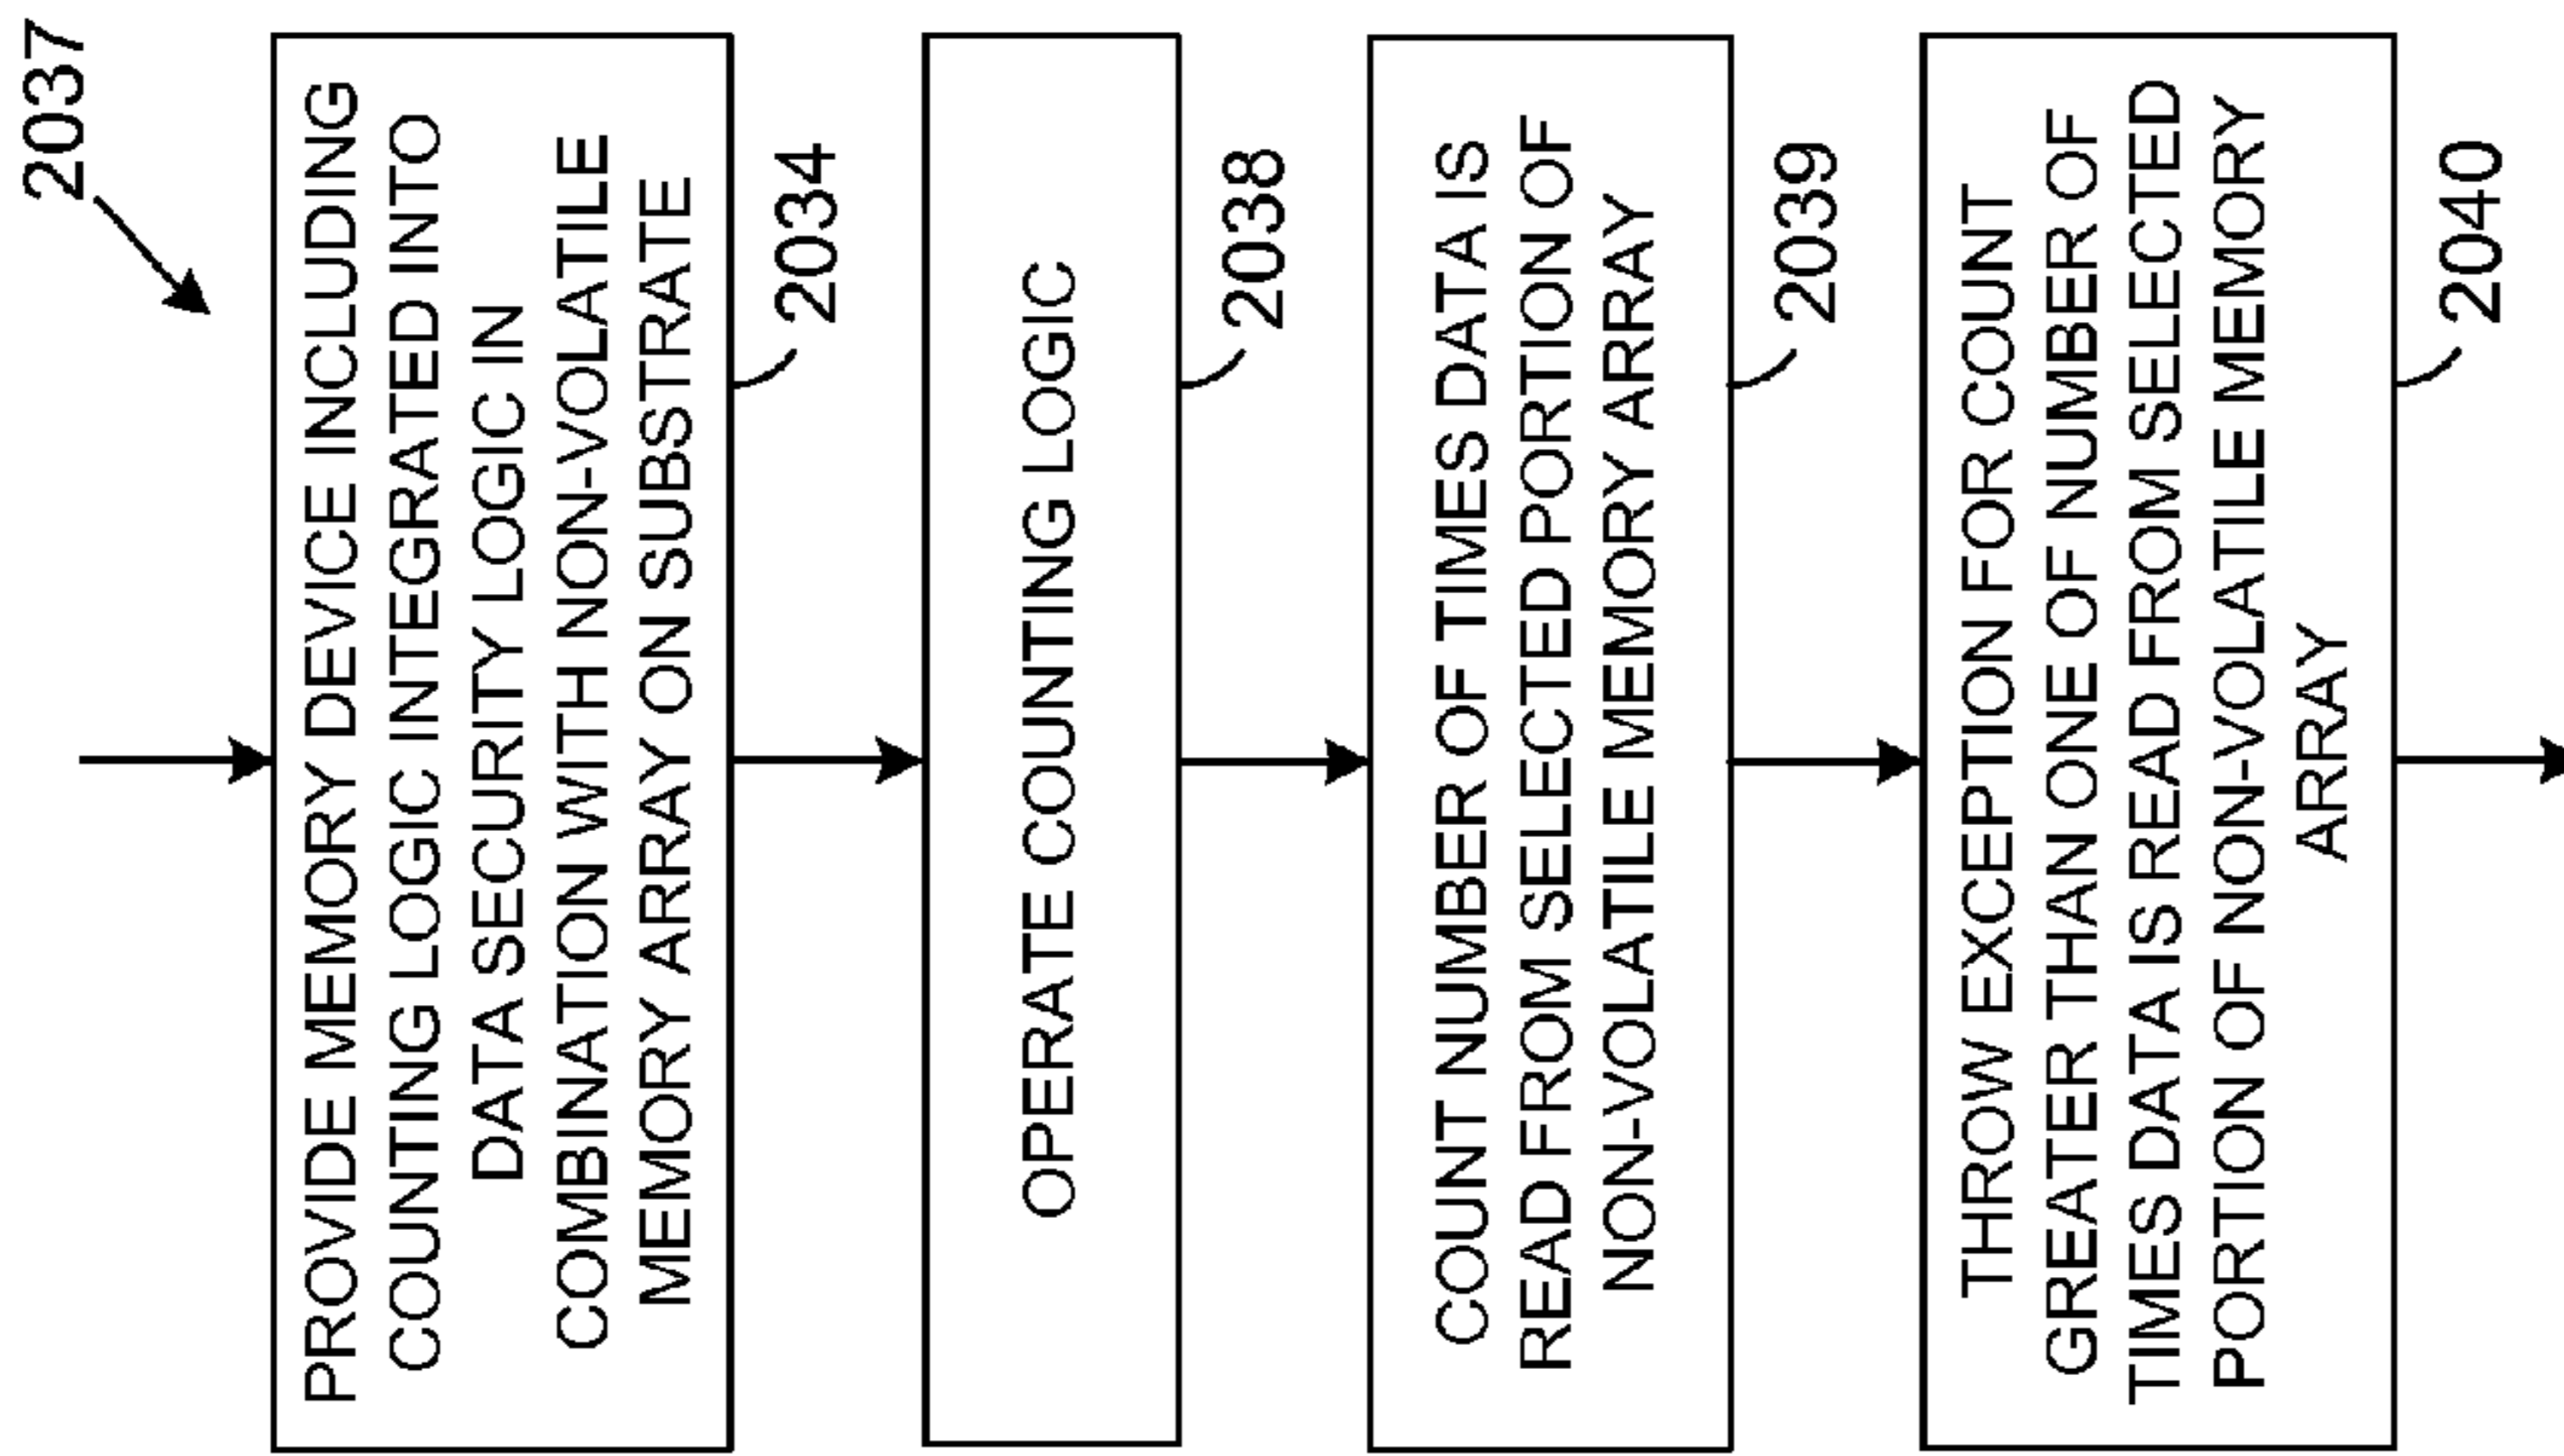 2037
PROVIDE MEMORY DEVICE INCLUDING
COUNTING LOGIC INTEGRATED INTO
DATA SECURITY LOGIC IN
COMBINATION WITH NON-VOLATILE
MEMORY ARRAY ON SUBSTRATE
2034
OPERATE COUNTING LOGIC
2038
COUNT NUMBER OF TIMES DATA IS
READ FROM SELECTED PORTION OF
NON-VOLATILE MEMORY ARRAY
2039
THROW EXCEPTION FOR COUNT
GREATER THAN ONE OF NUMBER OF
TIMES DATA IS READ FROM SELECTED
PORTION OF NON-VOLATILE MEMORY
ARRAY
2040